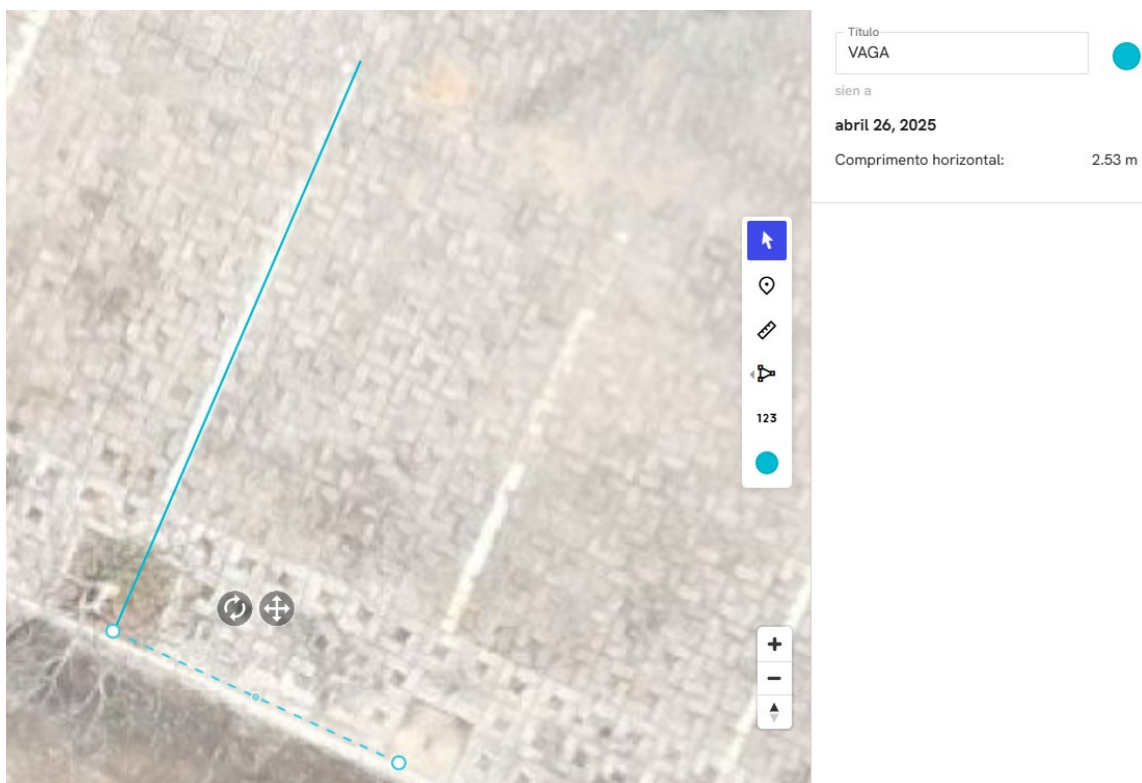 Título
VAGA
sien a
abril 26, 2025
Comprimento horizontal: 2.53 m
123